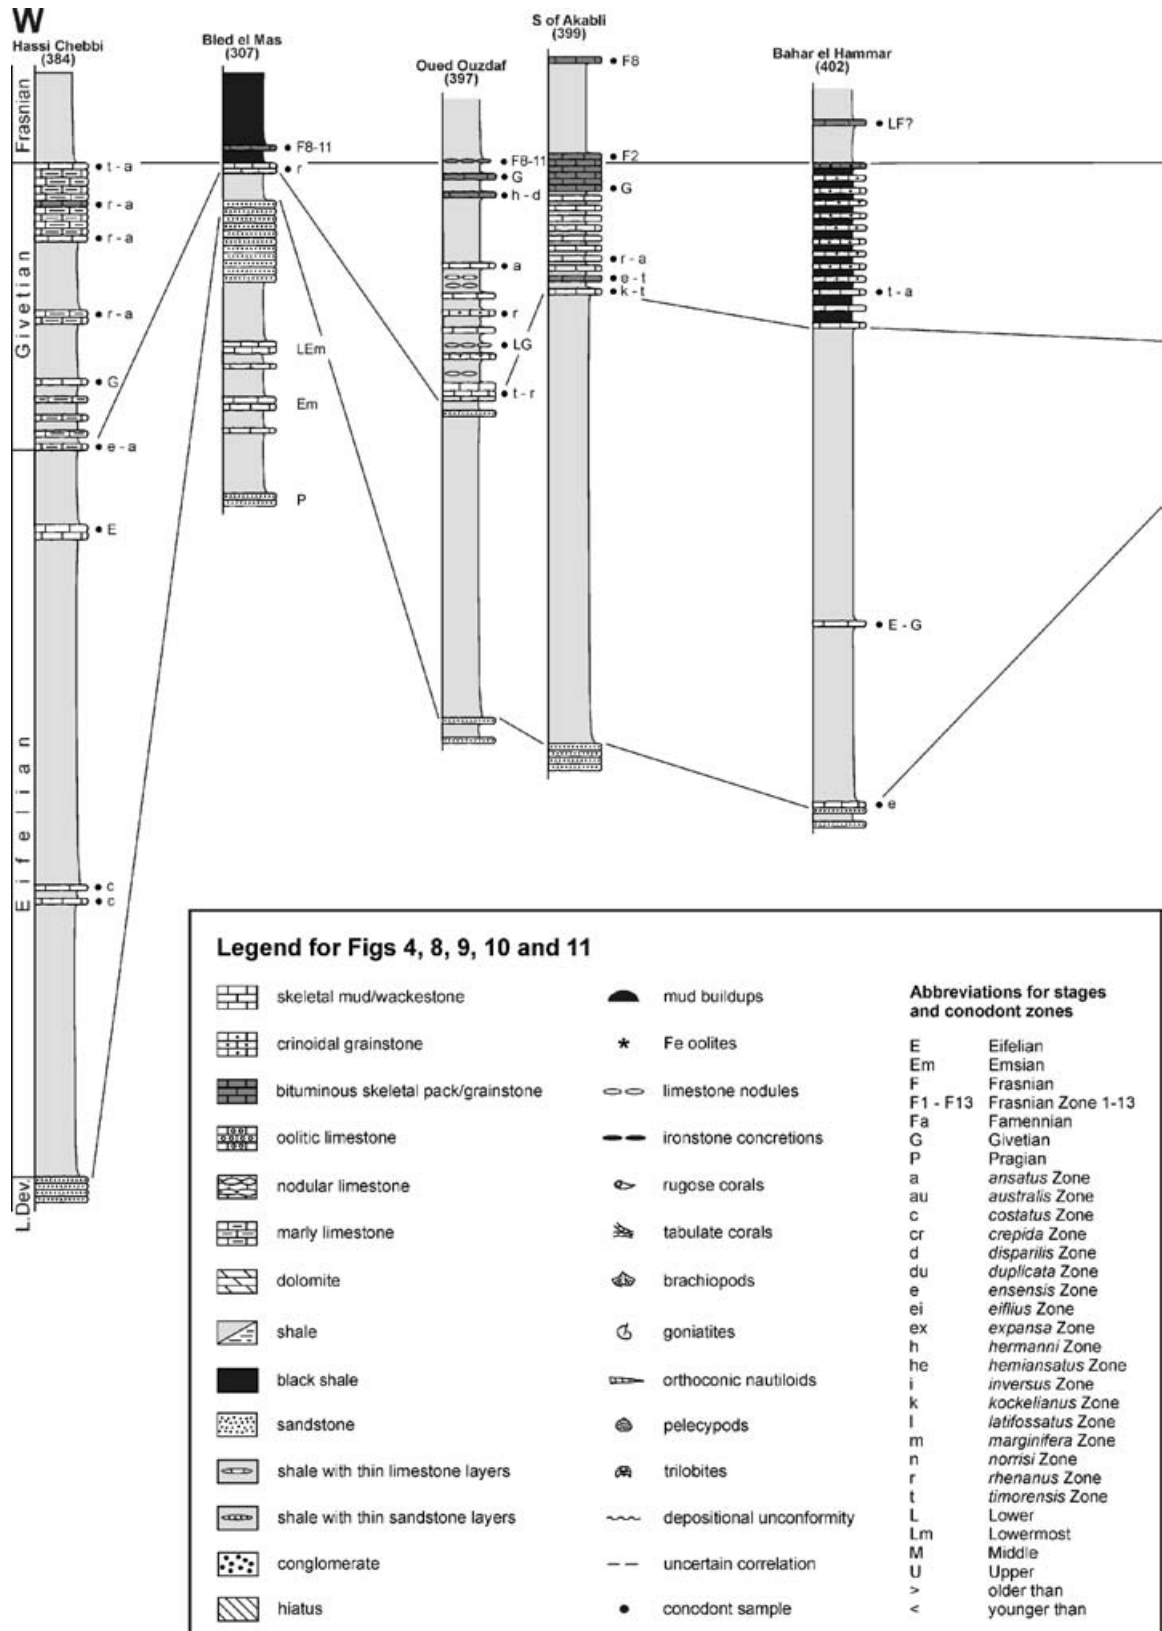 W
Hassi Chebbi
(384)
Bled el Mas
(307)
Oued Ouzdaf
(397)
S of Akabli
(399)
Bahar el Hammar
(402)
Frasnian
Givetian
Eifelian
L.Dev.
t - a
r - a
r - a
r - a
G
e - a
E
c
c
F8-11
r
LEm
Em
P
F8-11
G
h - d
a
r
LG
t - r
F8
F2
G
r - a
e - t
k - t
LF?
t - a
E - G
e
Legend for Figs 4, 8, 9, 10 and 11
skeletal mud/wackestone
crinoidal grainstone
bituminous skeletal pack/grainstone
oolitic limestone
nodular limestone
marly limestone
dolomite
shale
black shale
sandstone
shale with thin limestone layers
shale with thin sandstone layers
conglomerate
hiatus
mud buildups
Fe oolites
limestone nodules
ironstone concretions
rugose corals
tabulate corals
brachiopods
goniatites
orthoconic nautiloids
pelecypods
trilobites
depositional unconformity
uncertain correlation
conodont sample
Abbreviations for stages
and conodont zones
E Eifelian
Em Emsian
F Frasnian
F1 - F13 Frasnian Zone 1-13
Fa Famennian
G Givetian
P Pragian
a ansatus Zone
au australis Zone
c costatus Zone
cr crepida Zone
d disparilis Zone
du duplicata Zone
e ensensis Zone
ei eiflius Zone
ex expansa Zone
h hermanni Zone
he hemiansatus Zone
i inversus Zone
k kockelianus Zone
l latifossatus Zone
m marginifera Zone
n norrisi Zone
r rhenanus Zone
t timorensis Zone
L Lower
Lm Lowermost
M Middle
U Upper
> older than
< younger than